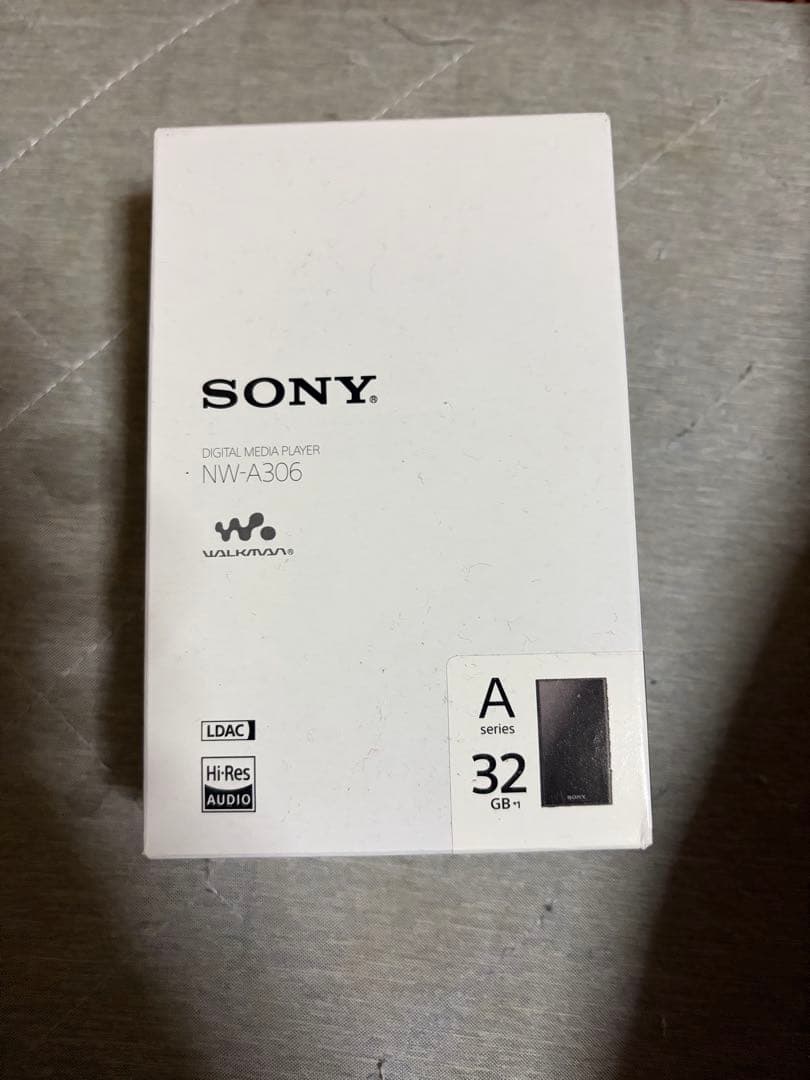 SONY®
DIGITAL MEDIA PLAYER
NW-A306
WALKMAN®
LDAC
Hi-Res
AUDIO
A
series
32
GB *1
SONY